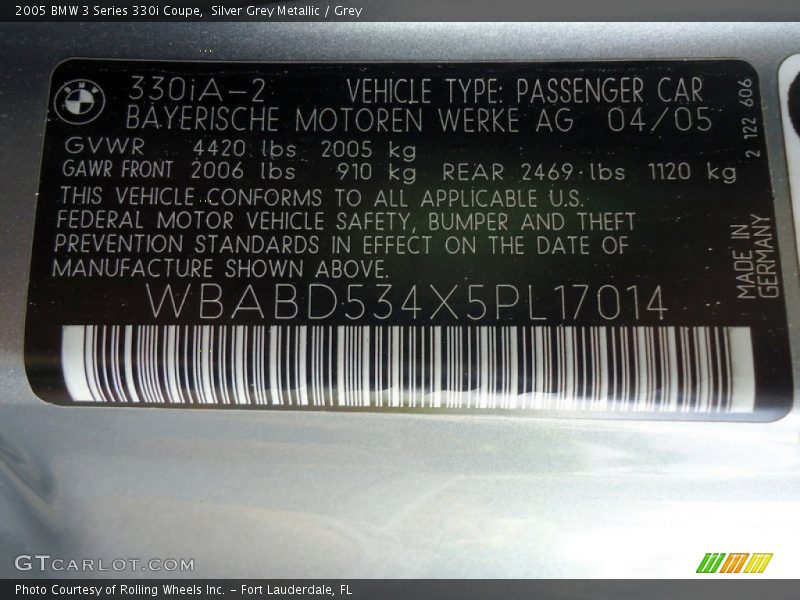 2005 BMW 3 Series 330i Coupe, Silver Grey Metallic / Grey
BMW
330iA-2 VEHICLE TYPE: PASSENGER CAR
BAYERISCHE MOTOREN WERKE AG 04/05
GVWR 4420 lbs 2005 kg
GAWR FRONT 2006 lbs 910 kg REAR 2469 lbs 1120 kg
THIS VEHICLE CONFORMS TO ALL APPLICABLE U.S.
FEDERAL MOTOR VEHICLE SAFETY, BUMPER AND THEFT
PREVENTION STANDARDS IN EFFECT ON THE DATE OF
MANUFACTURE SHOWN ABOVE.
WBABD534X5PL17014
2 122 606
MADE IN
GERMANY
GTCARLOT.COM
Photo Courtesy of Rolling Wheels Inc. - Fort Lauderdale, FL